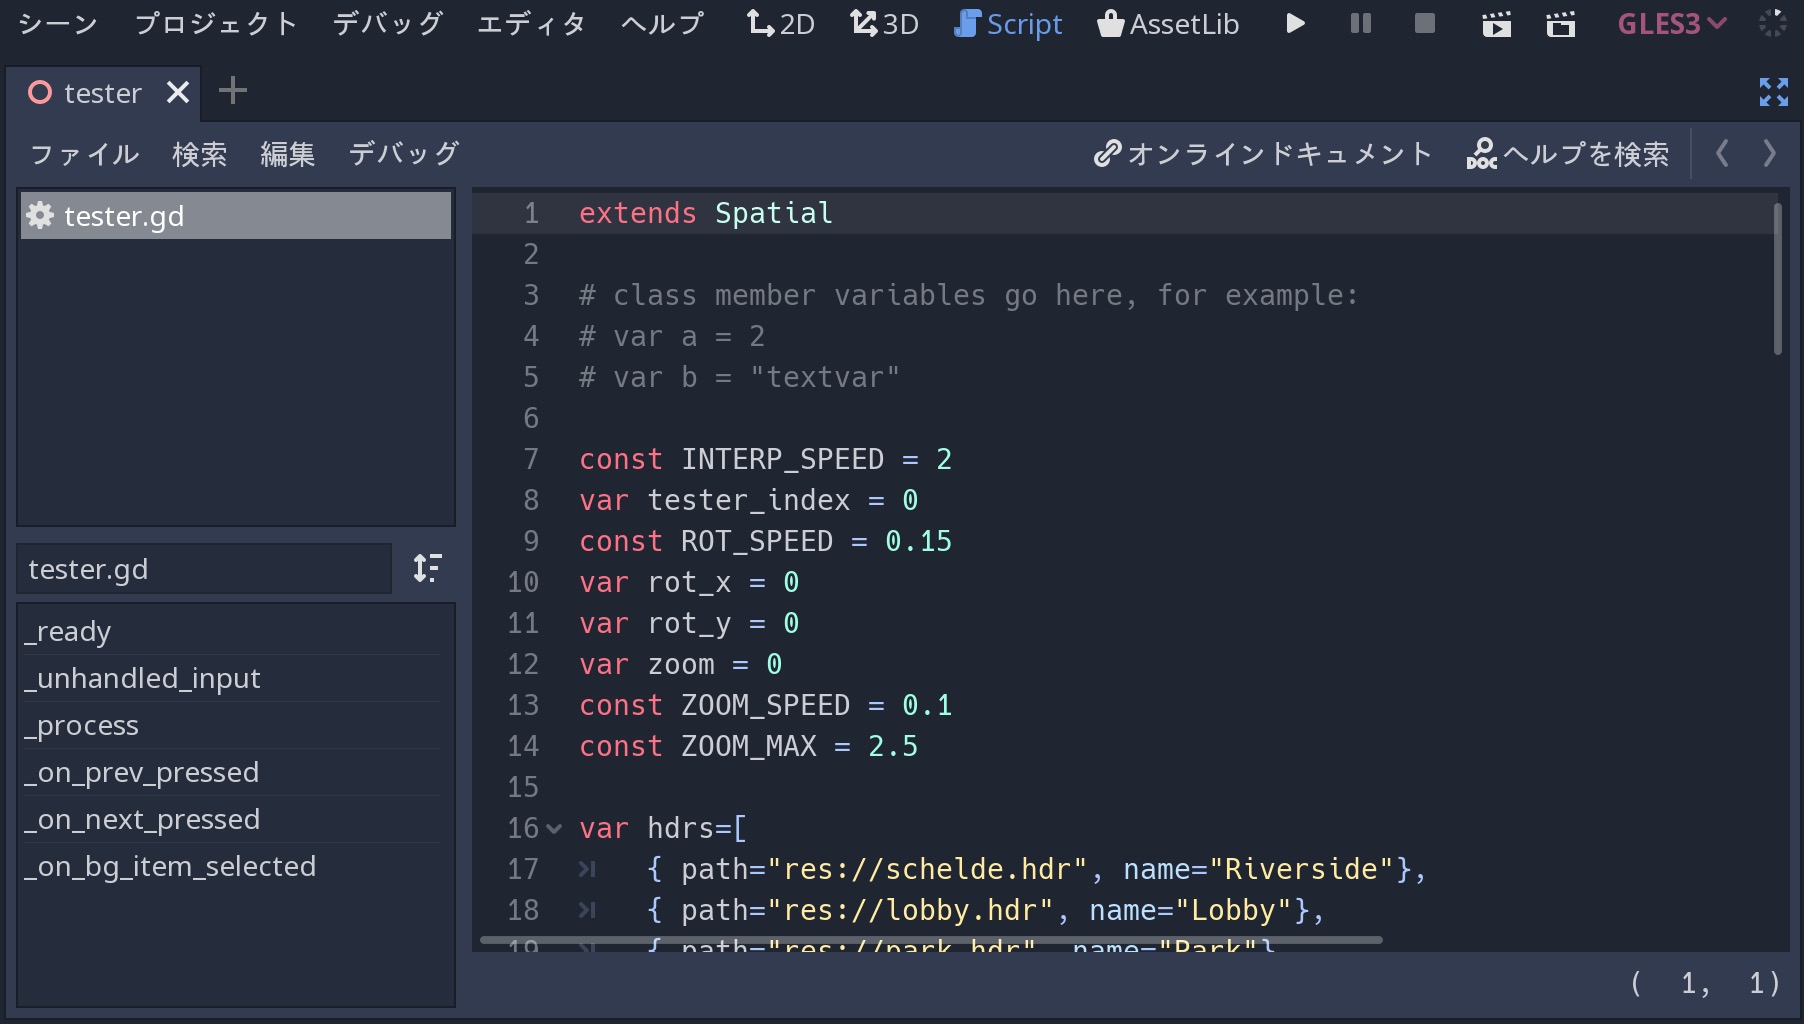 シーン プロジェクト デバッグ エディタ ヘルプ 2D 3D Script AssetLib GLES3
tester
ファイル 検索 編集 デバッグ オンラインドキュメント DOC ヘルプを検索
tester.gd
tester.gd
_ready
_unhandled_input
_process
_on_prev_pressed
_on_next_pressed
_on_bg_item_selected
1 extends Spatial
2
3 # class member variables go here, for example:
4 # var a = 2
5 # var b = "textvar"
6
7 const INTERP_SPEED = 2
8 var tester_index = 0
9 const ROT_SPEED = 0.15
10 var rot_x = 0
11 var rot_y = 0
12 var zoom = 0
13 const ZOOM_SPEED = 0.1
14 const ZOOM_MAX = 2.5
15
16 var hdrs=[
17 { path="res://schelde.hdr", name="Riverside"},
18 { path="res://lobby.hdr", name="Lobby"},
19 { path="res://park.hdr", name="Park"}
( 1, 1)